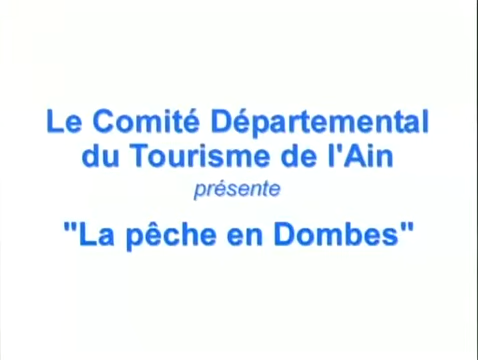 Le Comité Départemental
du Tourisme de l'Ain
présente
"La pêche en Dombes"